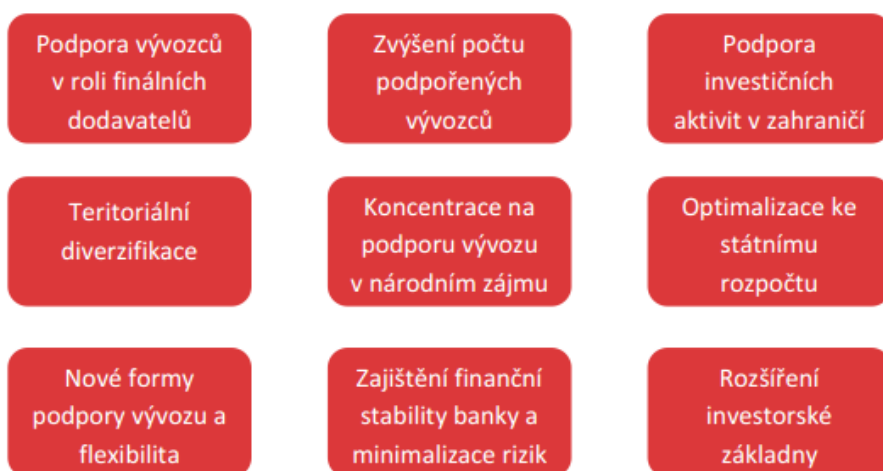 Podpora vývozců
v roli finálních
dodavatelů
Zvýšení počtu
podpořených
vývozců
Podpora
investičních
aktivit v zahraničí
Teritoriální
diverzifikace
Koncentrace na
podporu vývozu
v národním zájmu
Optimalizace ke
státnímu
rozpočtu
Nové formy
podpory vývozu a
flexibilita
Zajištění finanční
stability banky a
minimalizace rizik
Rozšíření
investorské
základny